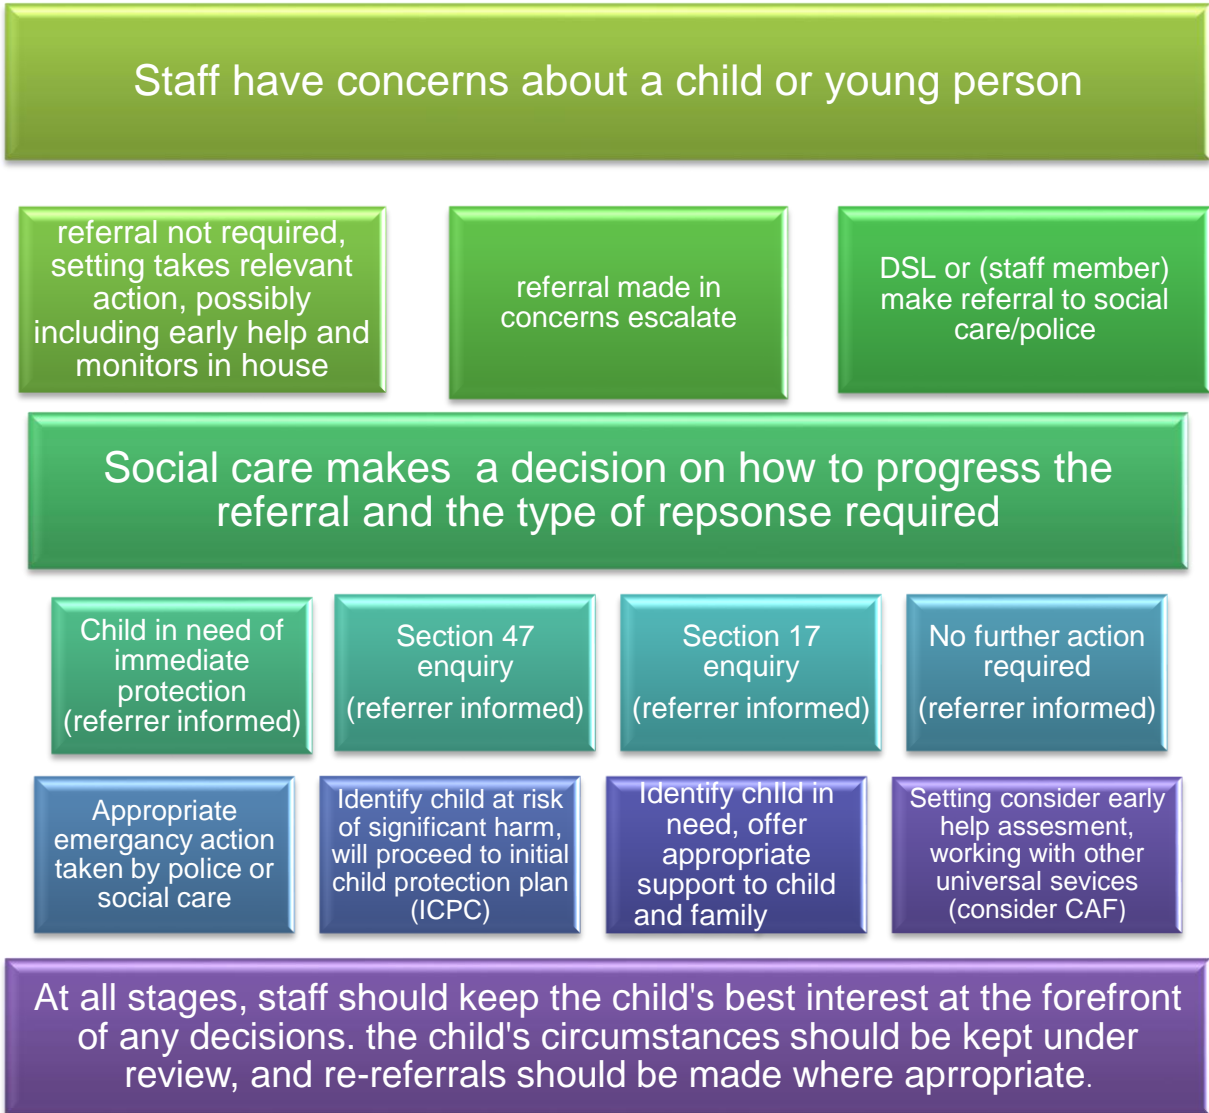 Staff have concerns about a child or young person
referral not required,
setting takes relevant
action, possibly
including early help and
monitors in house
referral made in
concerns escalate
DSL or (staff member)
make referral to social
care/police
Social care makes  a decision on how to progress the
referral and the type of repsonse required
Child in need of
immediate
protection
(referrer informed)
Section 47
enquiry
(referrer informed)
Section 17
enquiry
(referrer informed)
No further action
required
(referrer informed)
Appropriate
emergancy action
taken by police or
social care
Identify child at risk
of significant harm,
will proceed to initial
child protection plan
(ICPC)
Identify chIld in
need, offer
appropriate
support to child
and family
Setting consider early
help assesment,
working with other
universal sevices
(consider CAF)
At all stages, staff should keep the child's best interest at the forefront
of any decisions. the child's circumstances should be kept under
review, and re-referrals should be made where aprropriate.